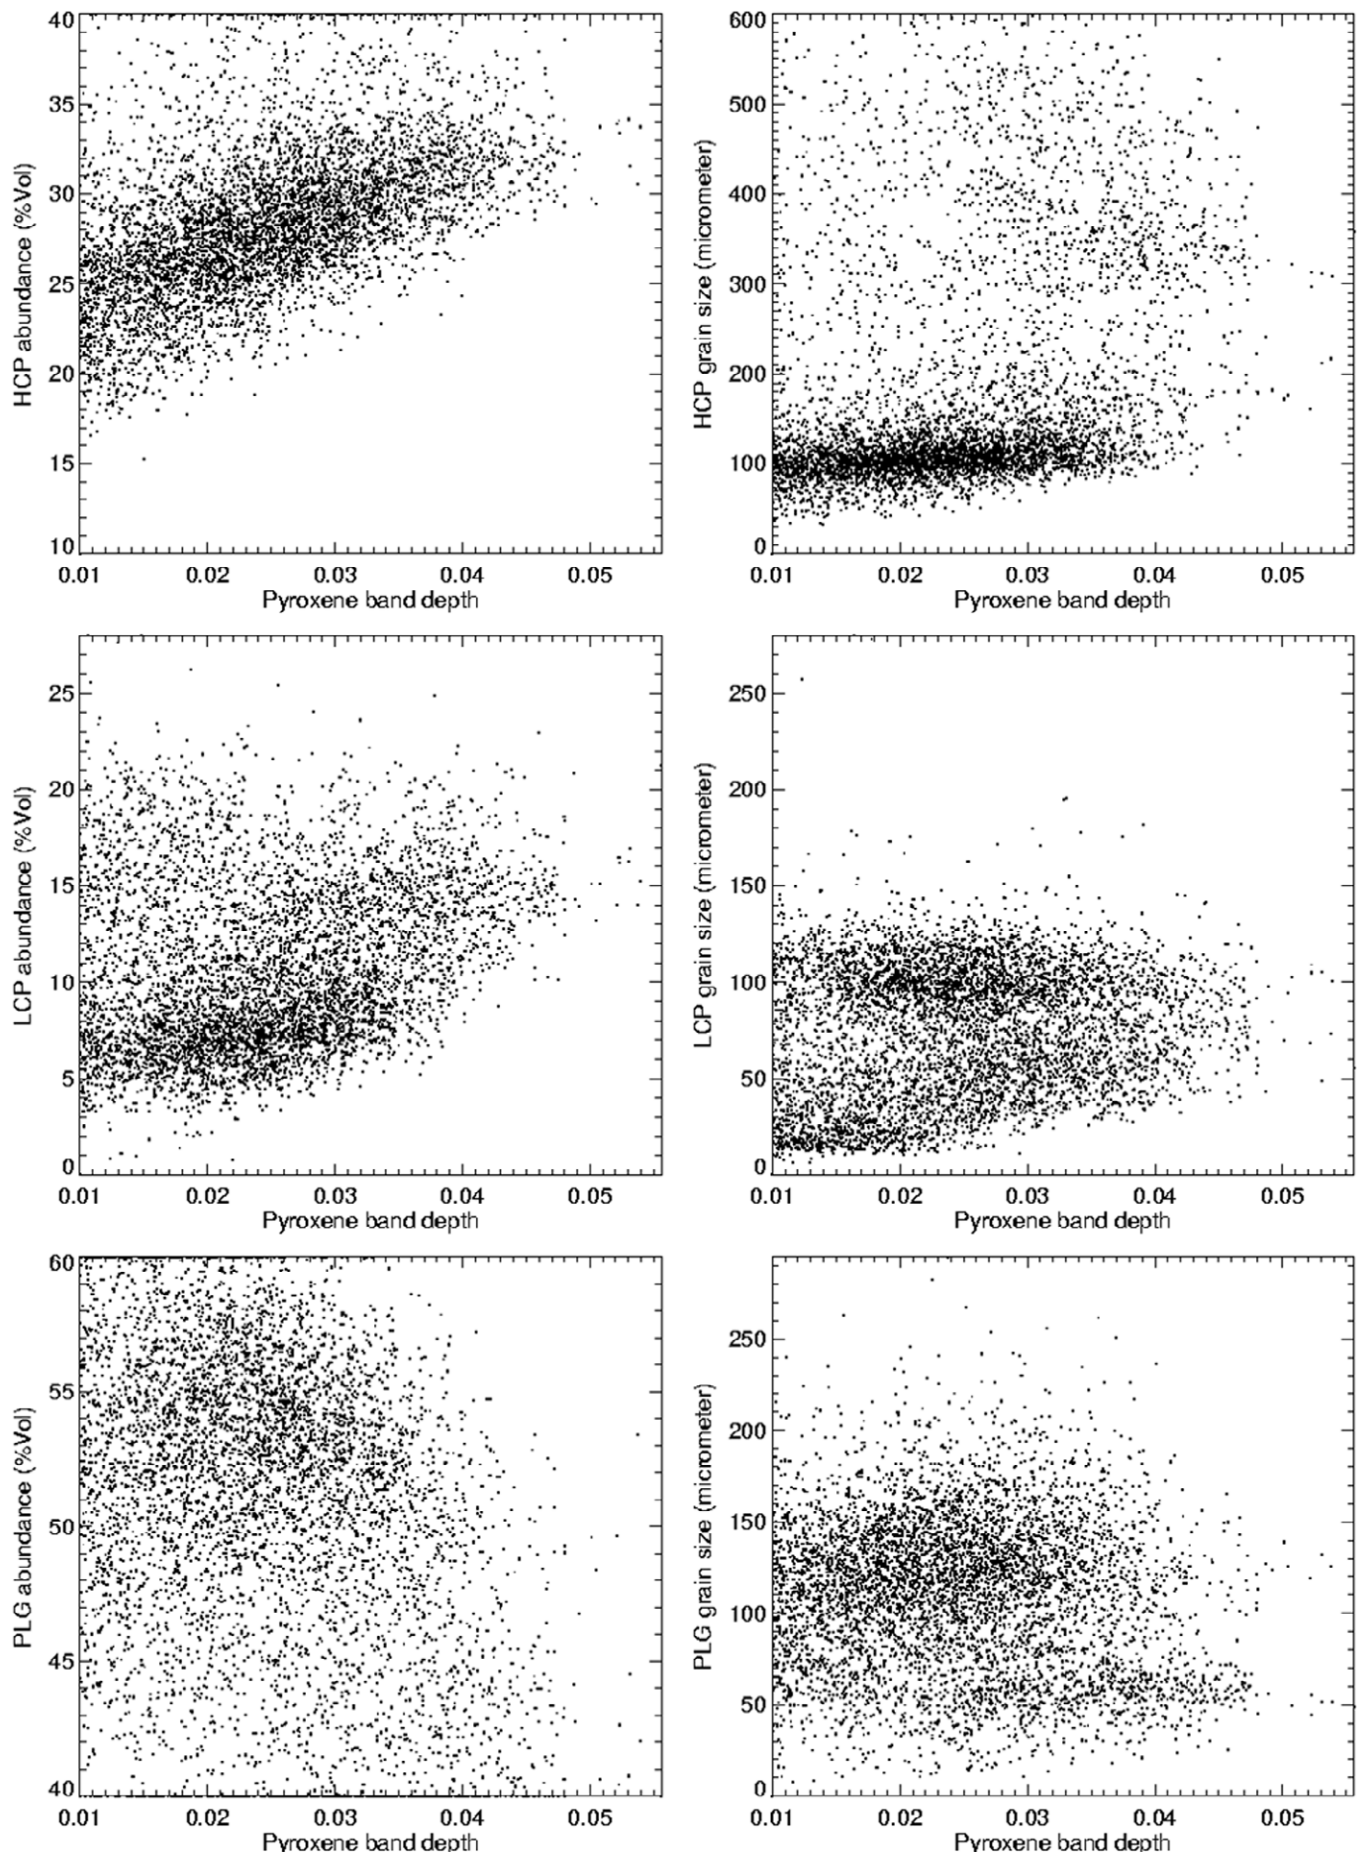 40
35
30
25
20
15
10
HCP abundance (%Vol)
0.01 0.02 0.03 0.04 0.05
Pyroxene band depth
600
500
400
300
200
100
0
HCP grain size (micrometer)
0.01 0.02 0.03 0.04 0.05
Pyroxene band depth
25
20
15
10
5
0
LCP abundance (%Vol)
0.01 0.02 0.03 0.04 0.05
Pyroxene band depth
250
200
150
100
50
0
LCP grain size (micrometer)
0.01 0.02 0.03 0.04 0.05
Pyroxene band depth
60
55
50
45
40
PLG abundance (%Vol)
0.01 0.02 0.03 0.04 0.05
Pyroxene band depth
250
200
150
100
50
0
PLG grain size (micrometer)
0.01 0.02 0.03 0.04 0.05
Pyroxene band depth